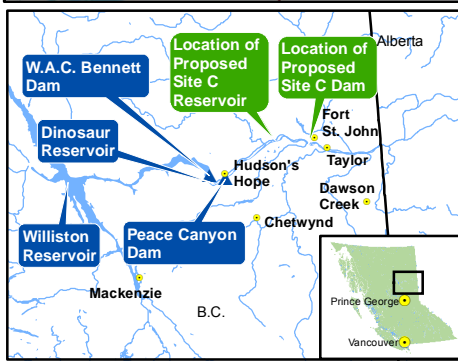 Location of
Proposed
Site C
Reservoir
Location of
Proposed
Site C Dam
Alberta
W.A.C. Bennett
Dam
Dinosaur
Reservoir
Fort
St. John
Taylor
Hudson's
Hope
Dawson
Creek
Williston
Reservoir
Peace Canyon
Dam
Chetwynd
Mackenzie
B.C.
Prince George
Vancouver